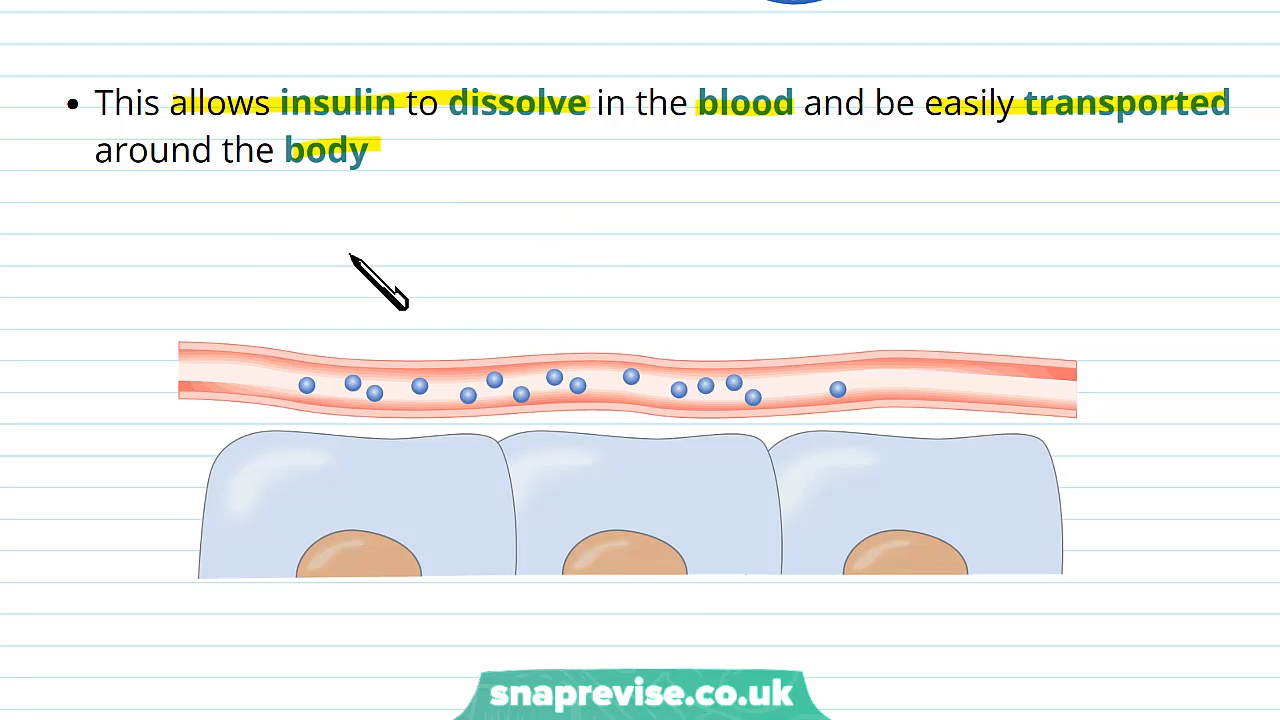 • This allows insulin to dissolve in the blood and be easily transported
around the body
snaprevise.co.uk